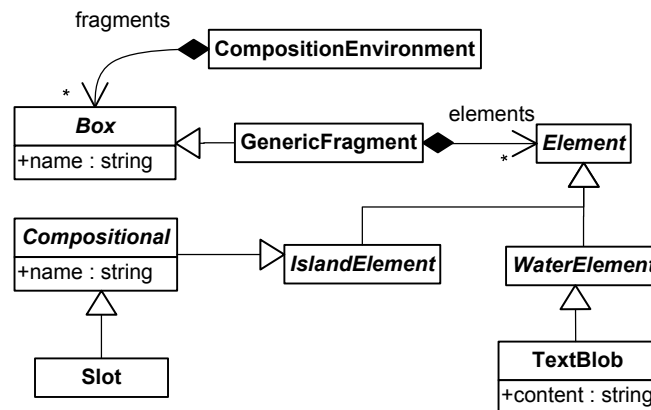 fragments
CompositionEnvironment
*
Box
+name : string
GenericFragment
elements
*
Element
Compositional
+name : string
IslandElement
WaterElement
Slot
TextBlob
+content : string